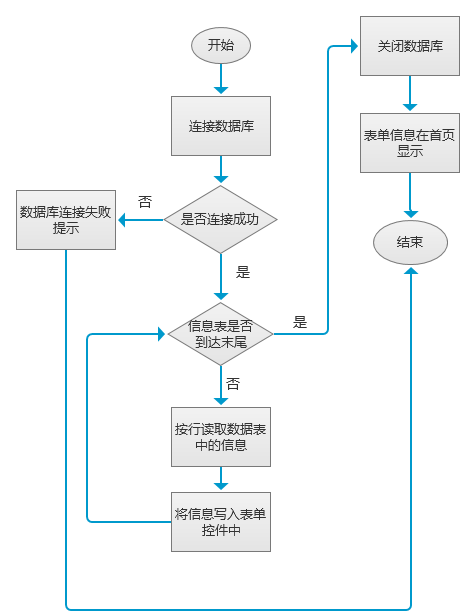 开始
连接数据库
是否连接成功
否
数据库连接失败
提示
是
信息表是否
到达末尾
是
否
按行读取数据表
中的信息
将信息写入表单
控件中
关闭数据库
表单信息在首页
显示
结束